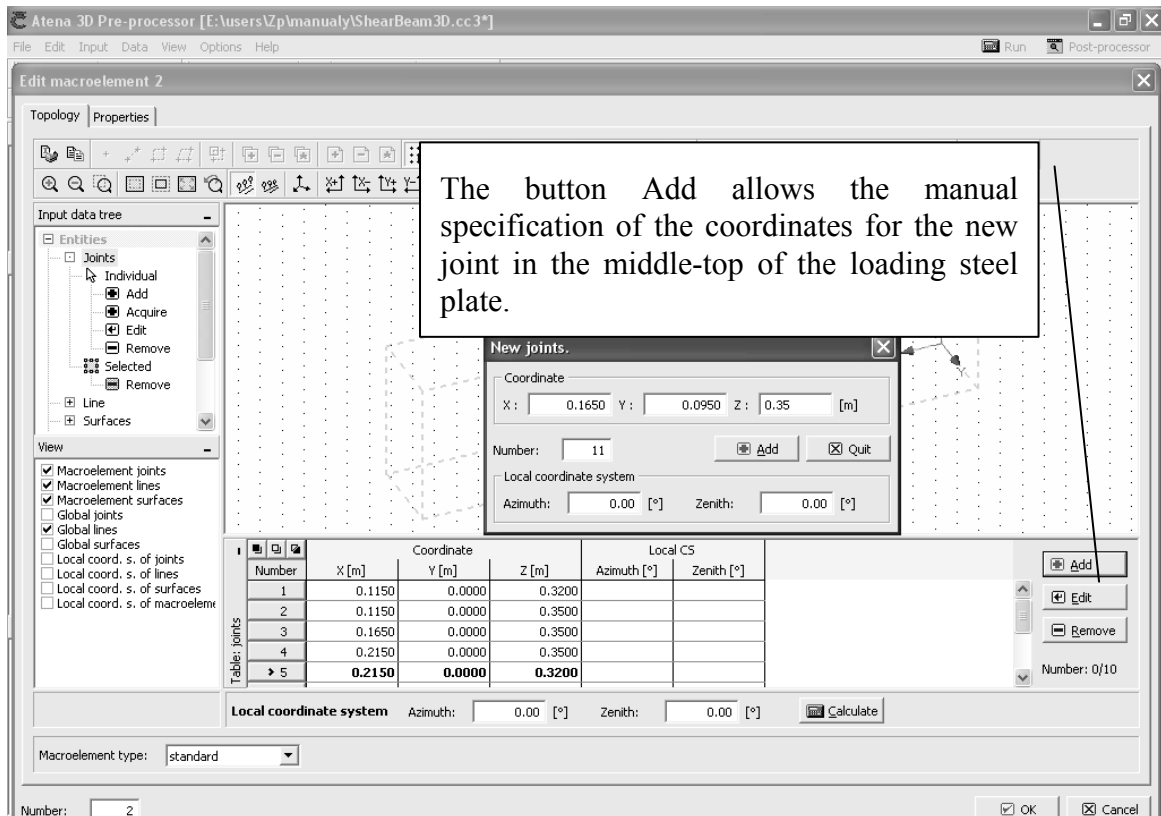 Atena 3D Pre-processor [E:\users\Zp\manualy\ShearBeam3D.cc3*]
File Edit Input Data View Options Help
Run Post-processor
Edit macroelement 2
Topology Properties
The button Add allows the manual
specification of the coordinates for the new
joint in the middle-top of the loading steel
plate.
Input data tree
Entities
Joints
Individual
Add
Acquire
Edit
Remove
Selected
Remove
Line
Surfaces
View
Macroelement joints
Macroelement lines
Macroelement surfaces
Global joints
Global lines
Global surfaces
Local coord. s. of joints
Local coord. s. of lines
Local coord. s. of surfaces
Local coord. s. of macroeleme
Y
New joints.
Coordinate
X : 0.1650 Y : 0.0950 Z : 0.35 [m]
Number: 11 Add Quit
Local coordinate system
Azimuth: 0.00 [°] Zenith: 0.00 [°]
Table: joints
Coordinate Local CS
Number X [m] Y [m] Z [m] Azimuth [°] Zenith [°]
1 0.1150 0.0000 0.3200
2 0.1150 0.0000 0.3500
3 0.1650 0.0000 0.3500
4 0.2150 0.0000 0.3500
5 0.2150 0.0000 0.3200
Add
Edit
Remove
Number: 0/10
Local coordinate system Azimuth: 0.00 [°] Zenith: 0.00 [°] Calculate
Macroelement type: standard
Number: 2 OK Cancel